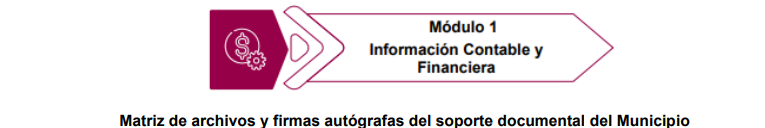 Módulo 1
Información Contable y
Financiera
Matriz de archivos y firmas autógrafas del soporte documental del Municipio